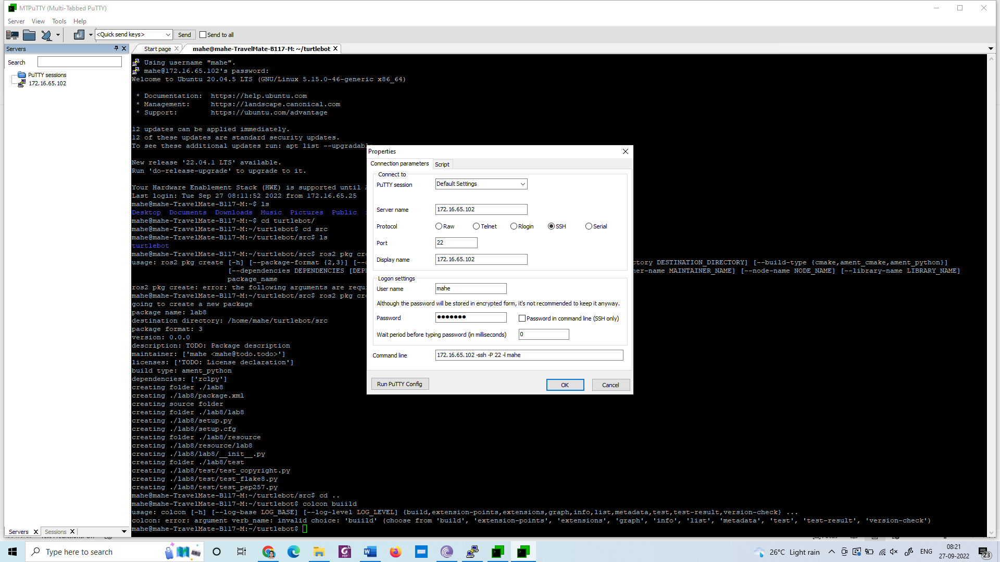 MTPuTTY (Multi-Tabbed PuTTY)
Server View Tools Help
<Quick send keys> Send Send to all
Servers
Search
PuTTY sessions
172.16.65.102
Start page mahe@mahe-TravelMate-B117-M: ~/turtlebot
Using username "mahe".
mahe@172.16.65.102's password:
Welcome to Ubuntu 20.04.5 LTS (GNU/Linux 5.15.0-46-generic x86_64)
* Documentation: https://help.ubuntu.com
* Management: https://landscape.canonical.com
* Support: https://ubuntu.com/advantage
12 updates can be applied immediately.
12 of these updates are standard security updates.
To see these additional updates run: apt list --upgradabl
New release '22.04.1 LTS' available.
Run 'do-release-upgrade' to upgrade to it.
Your Hardware Enablement Stack (HWE) is supported until
Last login: Tue Sep 27 08:11:52 2022 from 172.16.65.25
mahe@mahe-TravelMate-B117-M:~$ ls
Desktop Documents Downloads Music Pictures Public
mahe@mahe-TravelMate-B117-M:~$ cd turtlebot/
mahe@mahe-TravelMate-B117-M:~/turtlebot$ cd src
mahe@mahe-TravelMate-B117-M:~/turtlebot/src$ ls
turtlebot
mahe@mahe-TravelMate-B117-M:~/turtlebot/src$ ros2 pkg cre
usage: ros2 pkg create [-h] [--package-format {2,3}] [-- ory DESTINATION_DIRECTORY] [--build-type {cmake,ament_cmake,ament_python}]
[--dependencies DEPENDENCIES [DEP er-name MAINTAINER_NAME] [--node-name NODE_NAME] [--library-name LIBRARY_NAME]
package_name
ros2 pkg create: error: the following arguments are requi
mahe@mahe-TravelMate-B117-M:~/turtlebot/src$ ros2 pkg cre
going to create a new package
package name: lab8
destination directory: /home/mahe/turtlebot/src
package format: 3
version: 0.0.0
description: TODO: Package description
maintainer: ['mahe <mahe@todo.todo>']
licenses: ['TODO: License declaration']
build type: ament_python
dependencies: ['rclpy']
creating folder ./lab8
creating ./lab8/package.xml
creating source folder
creating folder ./lab8/lab8
creating ./lab8/setup.py
creating ./lab8/setup.cfg
creating folder ./lab8/resource
creating ./lab8/resource/lab8
creating ./lab8/lab8/__init__.py
creating folder ./lab8/test
creating ./lab8/test/test_copyright.py
creating ./lab8/test/test_flake8.py
creating ./lab8/test/test_pep257.py
mahe@mahe-TravelMate-B117-M:~/turtlebot/src$ cd ..
mahe@mahe-TravelMate-B117-M:~/turtlebot$ colcon buiild
usage: colcon [-h] [--log-base LOG_BASE] [--log-level LOG_LEVEL] {build,extension-points,extensions,graph,info,list,metadata,test,test-result,version-check} ...
colcon: error: argument verb_name: invalid choice: 'buiild' (choose from 'build', 'extension-points', 'extensions', 'graph', 'info', 'list', 'metadata', 'test', 'test-result', 'version-check')
mahe@mahe-TravelMate-B117-M:~/turtlebot$
Properties
Connection parameters Script
Connect to
PuTTY session Default Settings
Server name 172.16.65.102
Protocol Raw Telnet Rlogin SSH Serial
Port 22
Display name 172.16.65.102
Logon settings
User name mahe
Although the password will be stored in encrypted form, it's not recommended to keep it anyway.
Password ●●●●●●● Password in command line (SSH only)
Wait period before typing password (in milliseconds) 0
Command line 172.16.65.102 -ssh -P 22 -l mahe
Run PuTTY Config OK Cancel
Servers Sessions
Type here to search
26°C Light rain ENG 08:21
27-09-2022 23